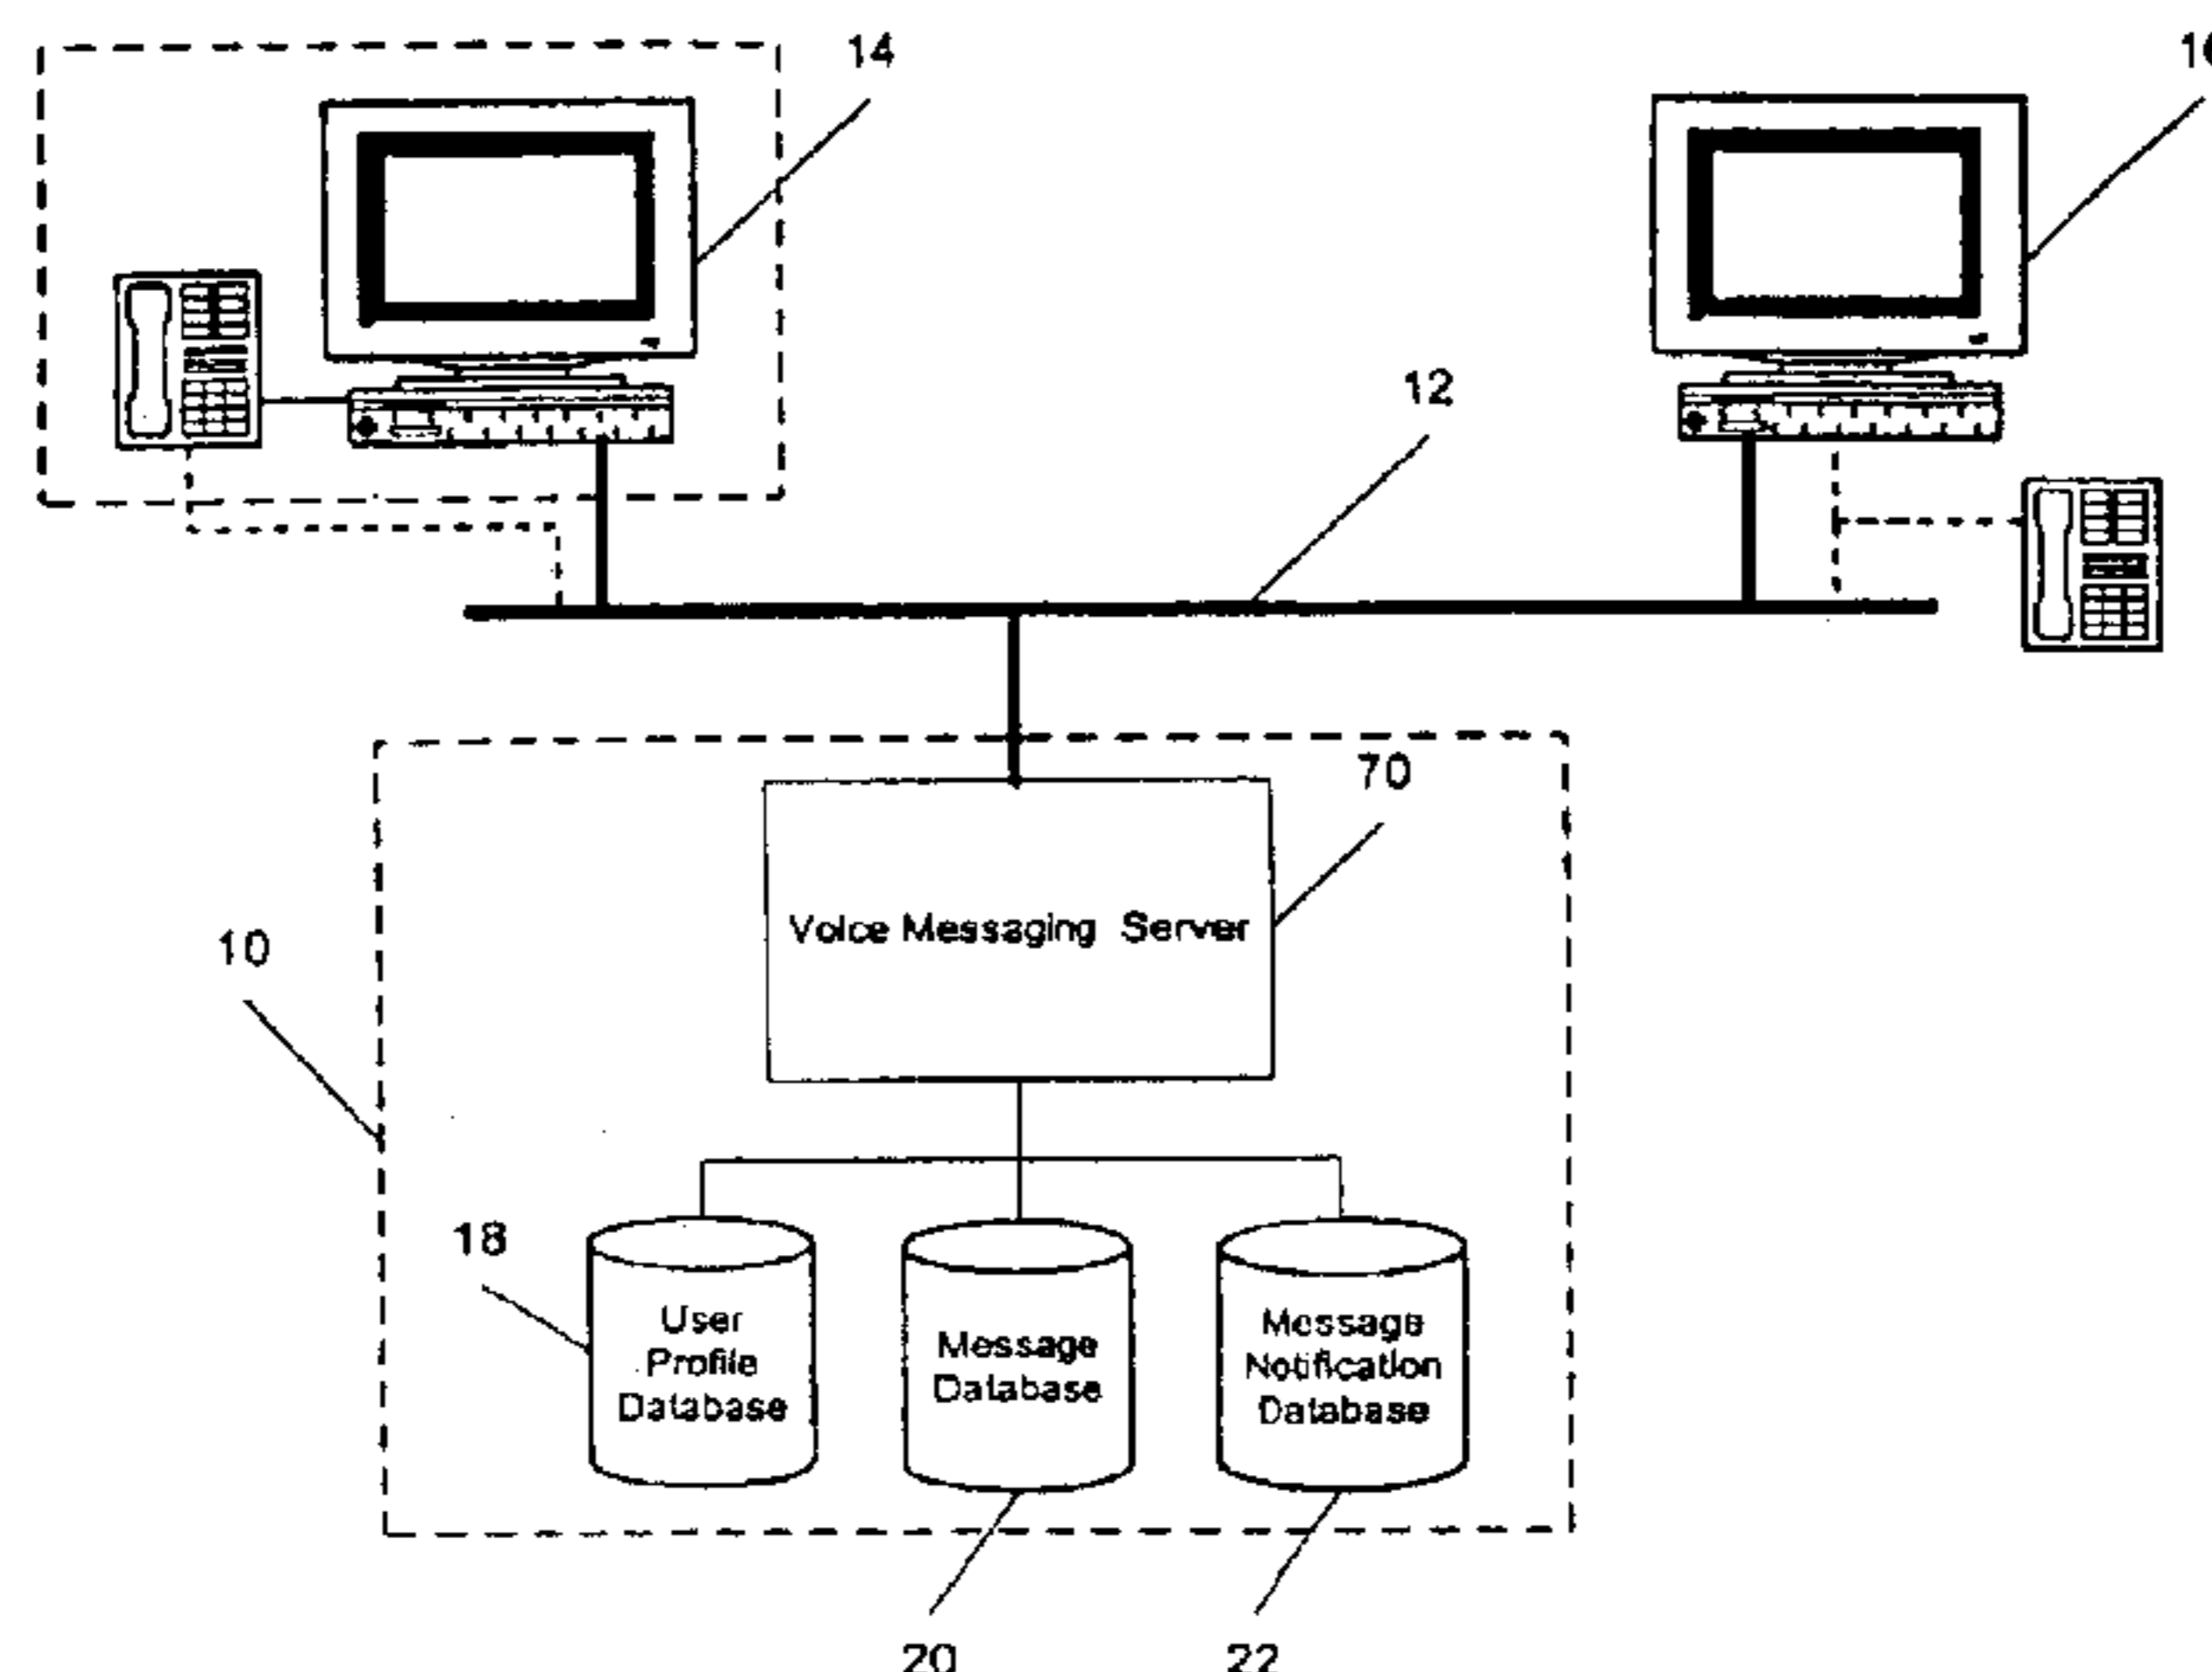 14
12
70
Voice Messaging Server
10
18
User
Profile
Database
Message
Database
Message
Notification
Database
20
22